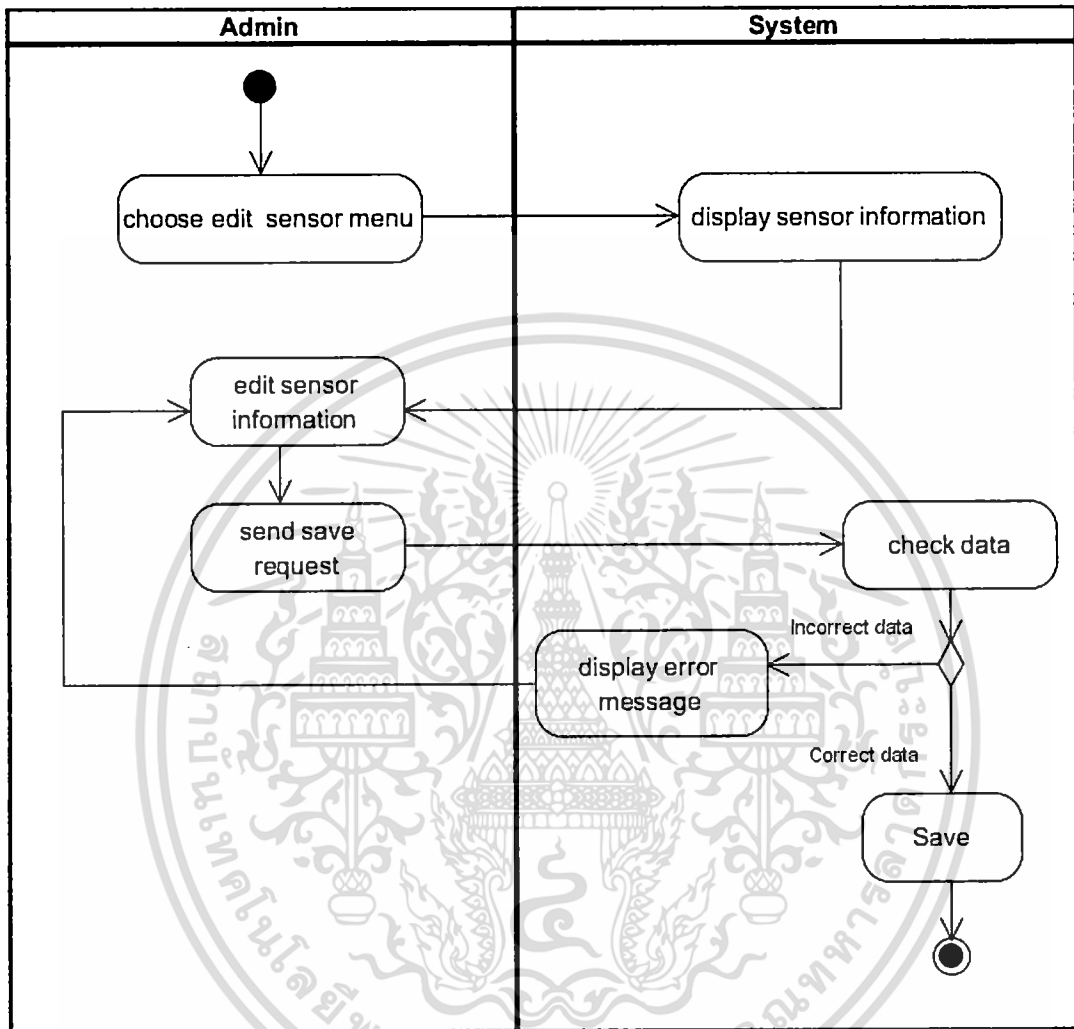 Admin
System
choose edit sensor menu
display sensor information
edit sensor
information
send save
request
check data
Incorrect data
display error
message
Correct data
Save